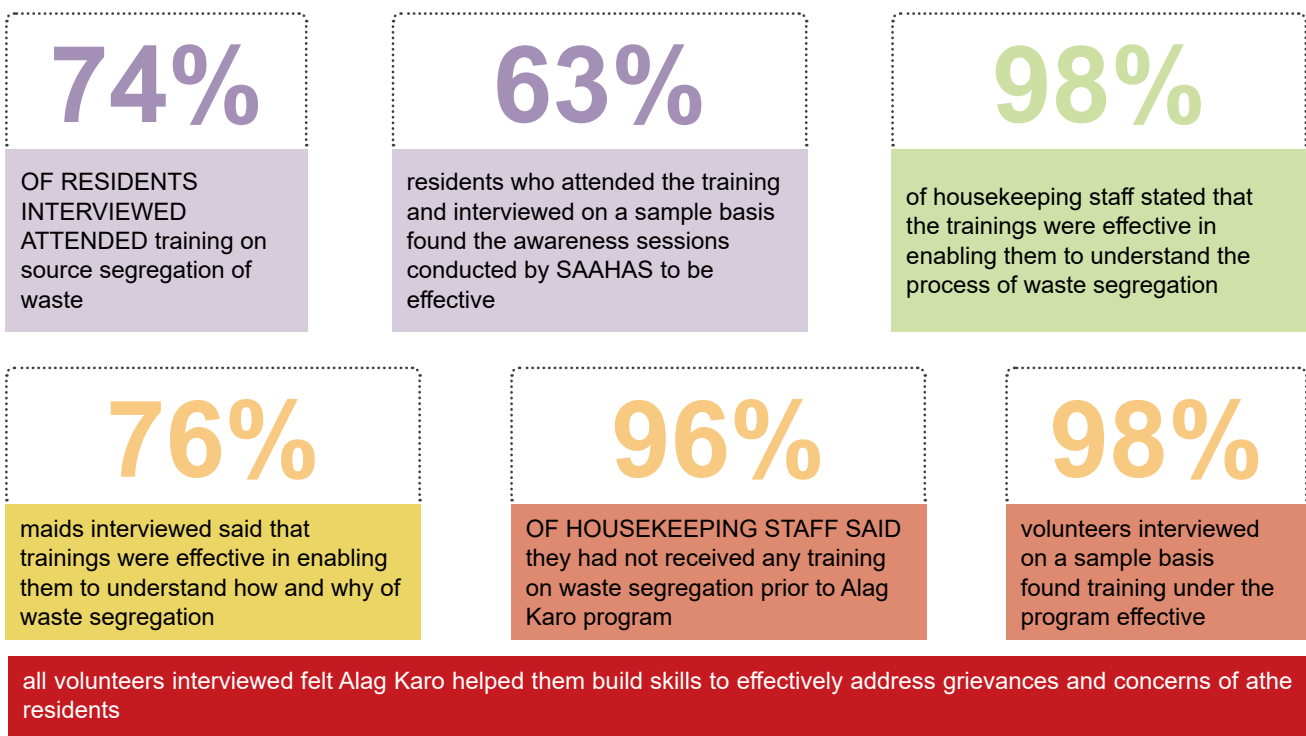 74%
OF RESIDENTS
INTERVIEWED
ATTENDED training on
source segregation of
waste
63%
residents who attended the training
and interviewed on a sample basis
found the awareness sessions
conducted by SAAHAS to be
effective
98%
of housekeeping staff stated that
the trainings were effective in
enabling them to understand the
process of waste segregation
76%
maids interviewed said that
trainings were effective in enabling
them to understand how and why of
waste segregation
96%
OF HOUSEKEEPING STAFF SAID
they had not received any training
on waste segregation prior to Alag
Karo program
98%
volunteers interviewed
on a sample basis
found training under the
program effective
all volunteers interviewed felt Alag Karo helped them build skills to effectively address grievances and concerns of athe
residents